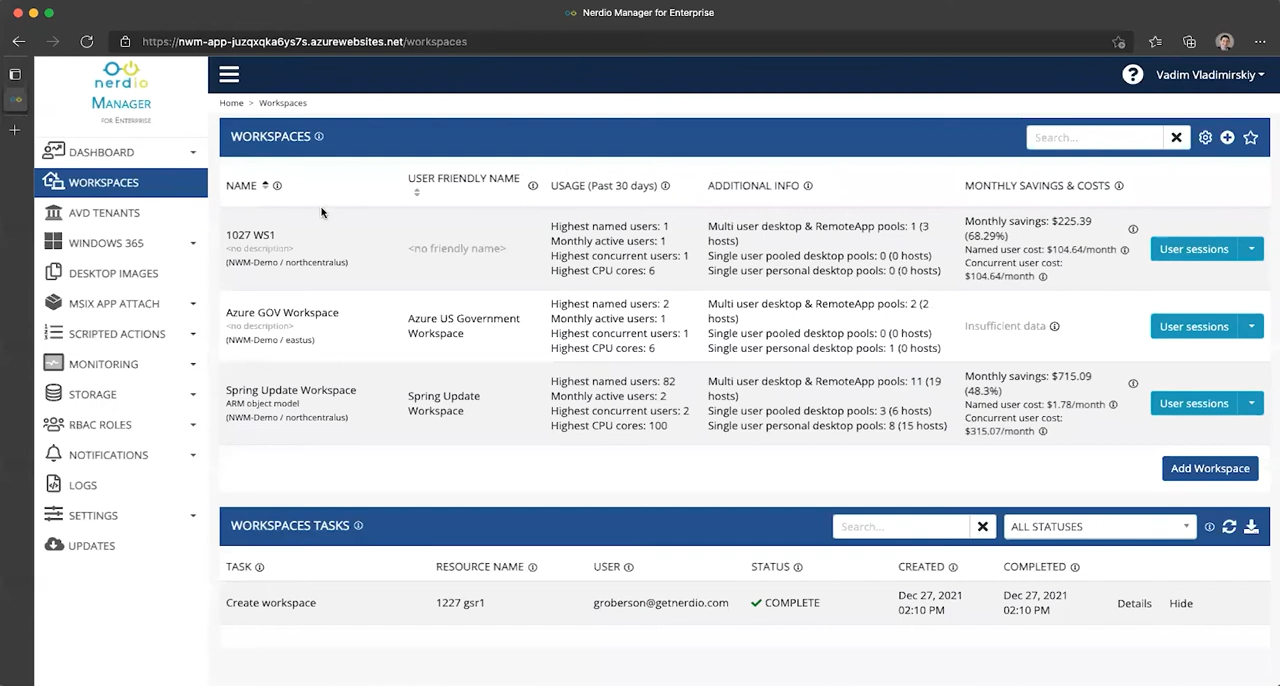 Nerdio Manager for Enterprise
https://nwm-app-juzqxqka6ys7s.azurewebsites.net/workspaces
nerdio
MANAGER
FOR ENTERPRISE
Vadim Vladimirskiy
Home > Workspaces
DASHBOARD
WORKSPACES
AVD TENANTS
WINDOWS 365
DESKTOP IMAGES
MSIX APP ATTACH
SCRIPTED ACTIONS
MONITORING
STORAGE
RBAC ROLES
NOTIFICATIONS
LOGS
SETTINGS
UPDATES
WORKSPACES
Search...
NAME
USER FRIENDLY NAME
USAGE (Past 30 days)
ADDITIONAL INFO
MONTHLY SAVINGS & COSTS
1027 WS1
<no description>
(NWM-Demo / northcentralus)
<no friendly name>
Highest named users: 1
Monthly active users: 1
Highest concurrent users: 1
Highest CPU cores: 6
Multi user desktop & RemoteApp pools: 1 (3
hosts)
Single user pooled desktop pools: 0 (0 hosts)
Single user personal desktop pools: 0 (0 hosts)
Monthly savings: $225.39
(68.29%)
Named user cost: $104.64/month
Concurrent user cost:
$104.64/month
User sessions
Azure GOV Workspace
<no description>
(NWM-Demo / eastus)
Azure US Government
Workspace
Highest named users: 2
Monthly active users: 1
Highest concurrent users: 1
Highest CPU cores: 6
Multi user desktop & RemoteApp pools: 2 (2
hosts)
Single user pooled desktop pools: 0 (0 hosts)
Single user personal desktop pools: 1 (0 hosts)
Insufficient data
User sessions
Spring Update Workspace
ARM object model
(NWM-Demo / northcentralus)
Spring Update
Workspace
Highest named users: 82
Monthly active users: 2
Highest concurrent users: 2
Highest CPU cores: 100
Multi user desktop & RemoteApp pools: 11 (19
hosts)
Single user pooled desktop pools: 3 (6 hosts)
Single user personal desktop pools: 8 (15 hosts)
Monthly savings: $715.09
(48.3%)
Named user cost: $1.78/month
Concurrent user cost:
$315.07/month
User sessions
Add Workspace
WORKSPACES TASKS
Search...
ALL STATUSES
TASK
RESOURCE NAME
USER
STATUS
CREATED
COMPLETED
Create workspace
1227 gsr1
groberson@getnerdio.com
COMPLETE
Dec 27, 2021
02:10 PM
Dec 27, 2021
02:10 PM
Details
Hide